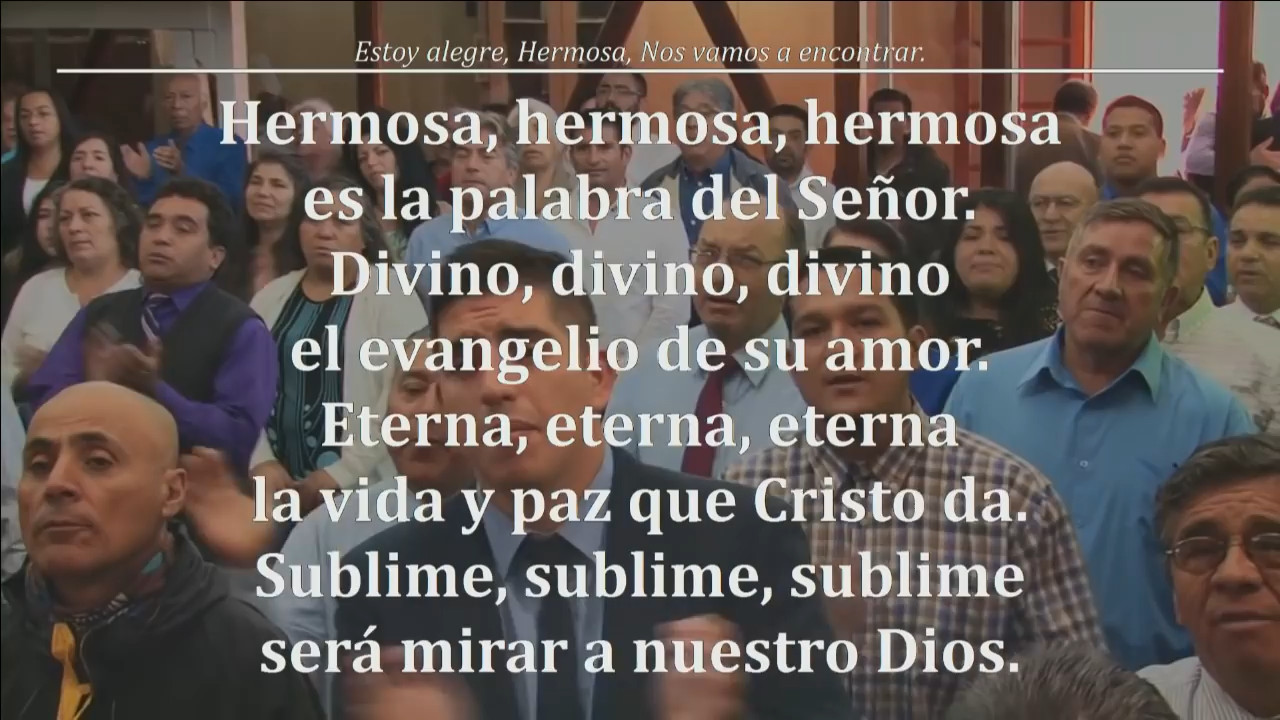 Estoy alegre, Hermosa, Nos vamos a encontrar.
Hermosa, hermosa, hermosa
es la palabra del Señor.
Divino, divino, divino
el evangelio de su amor.
Eterna, eterna, eterna
la vida y paz que Cristo da.
Sublime, sublime, sublime
será mirar a nuestro Dios.